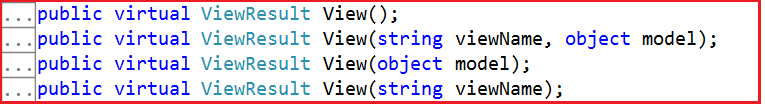 ...public virtual ViewResult View();
...public virtual ViewResult View(string viewName, object model);
...public virtual ViewResult View(object model);
...public virtual ViewResult View(string viewName);